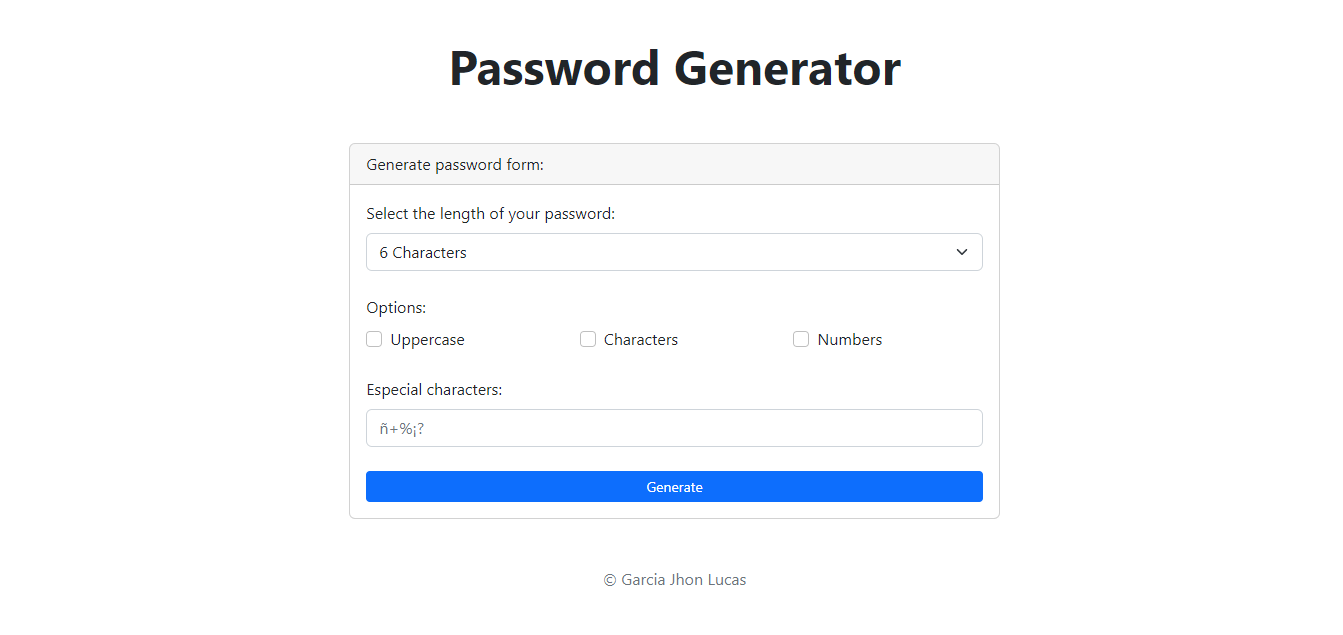 Password Generator
Generate password form:
Select the length of your password:
6 Characters
Options:
Uppercase Characters Numbers
Especial characters:
ñ+%¡?
Generate
© Garcia Jhon Lucas